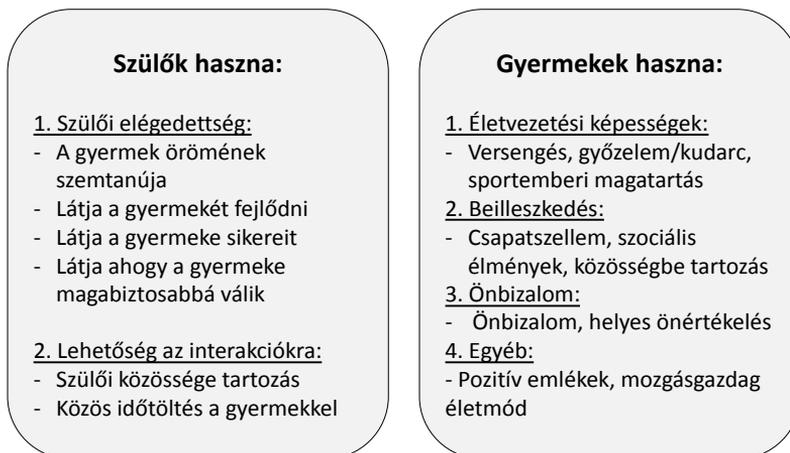 Szülők haszna:
1. Szülői elégedettség:
- A gyermek örömének
szemtanúja
- Látja a gyermekét fejlődni
- Látja a gyermeke sikereit
- Látja ahogy a gyermeke
magabiztosabbá válik
2. Lehetőség az interakciókra:
- Szülői közössége tartozás
- Közös időtöltés a gyermekkel
Gyermekek haszna:
1. Életvezetési képességek:
- Versengés, győzelem/kudarc,
sportemberi magatartás
2. Beilleszkedés:
- Csapatszellem, szociális
élmények, közösségbe tartozás
3. Önbizalom:
- Önbizalom, helyes önértékelés
4. Egyéb:
- Pozitív emlékek, mozgásgazdag
életmód